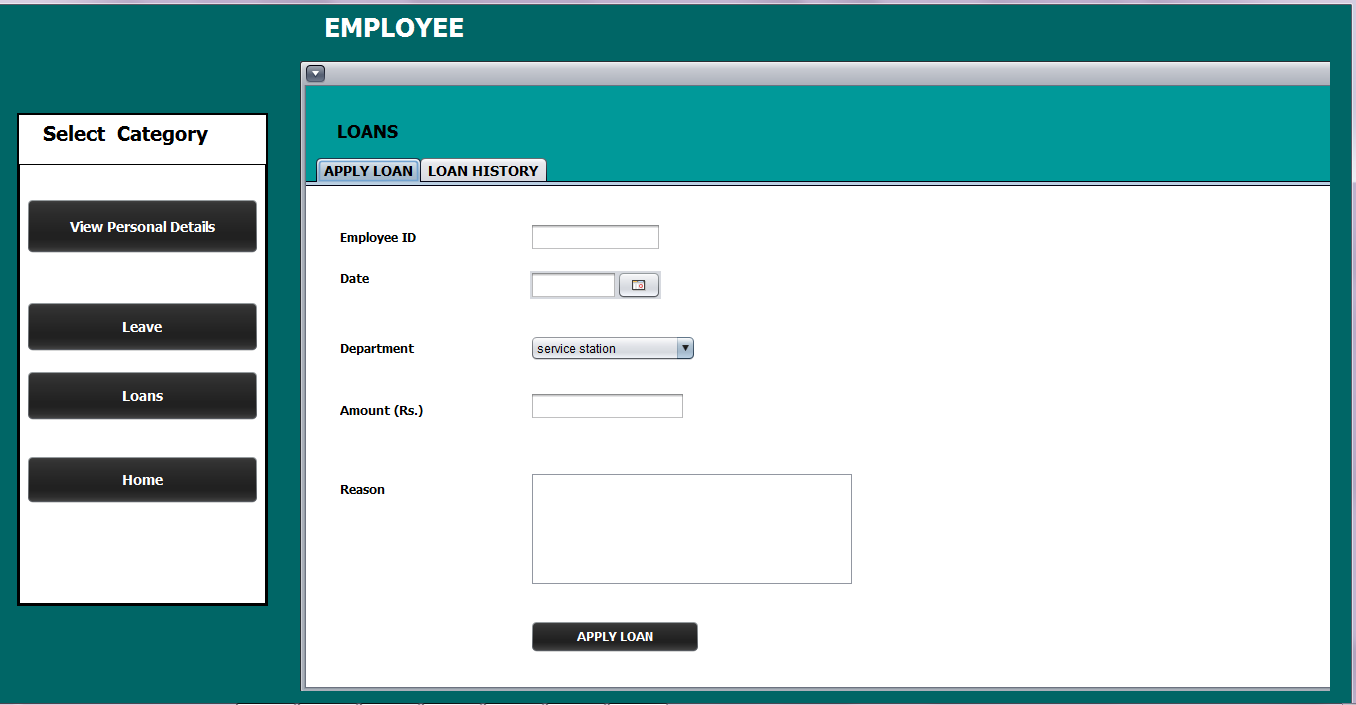 EMPLOYEE
Select Category
View Personal Details
Leave
Loans
Home
LOANS
APPLY LOAN LOAN HISTORY
Employee ID
Date
Department service station
Amount (Rs.)
Reason
APPLY LOAN